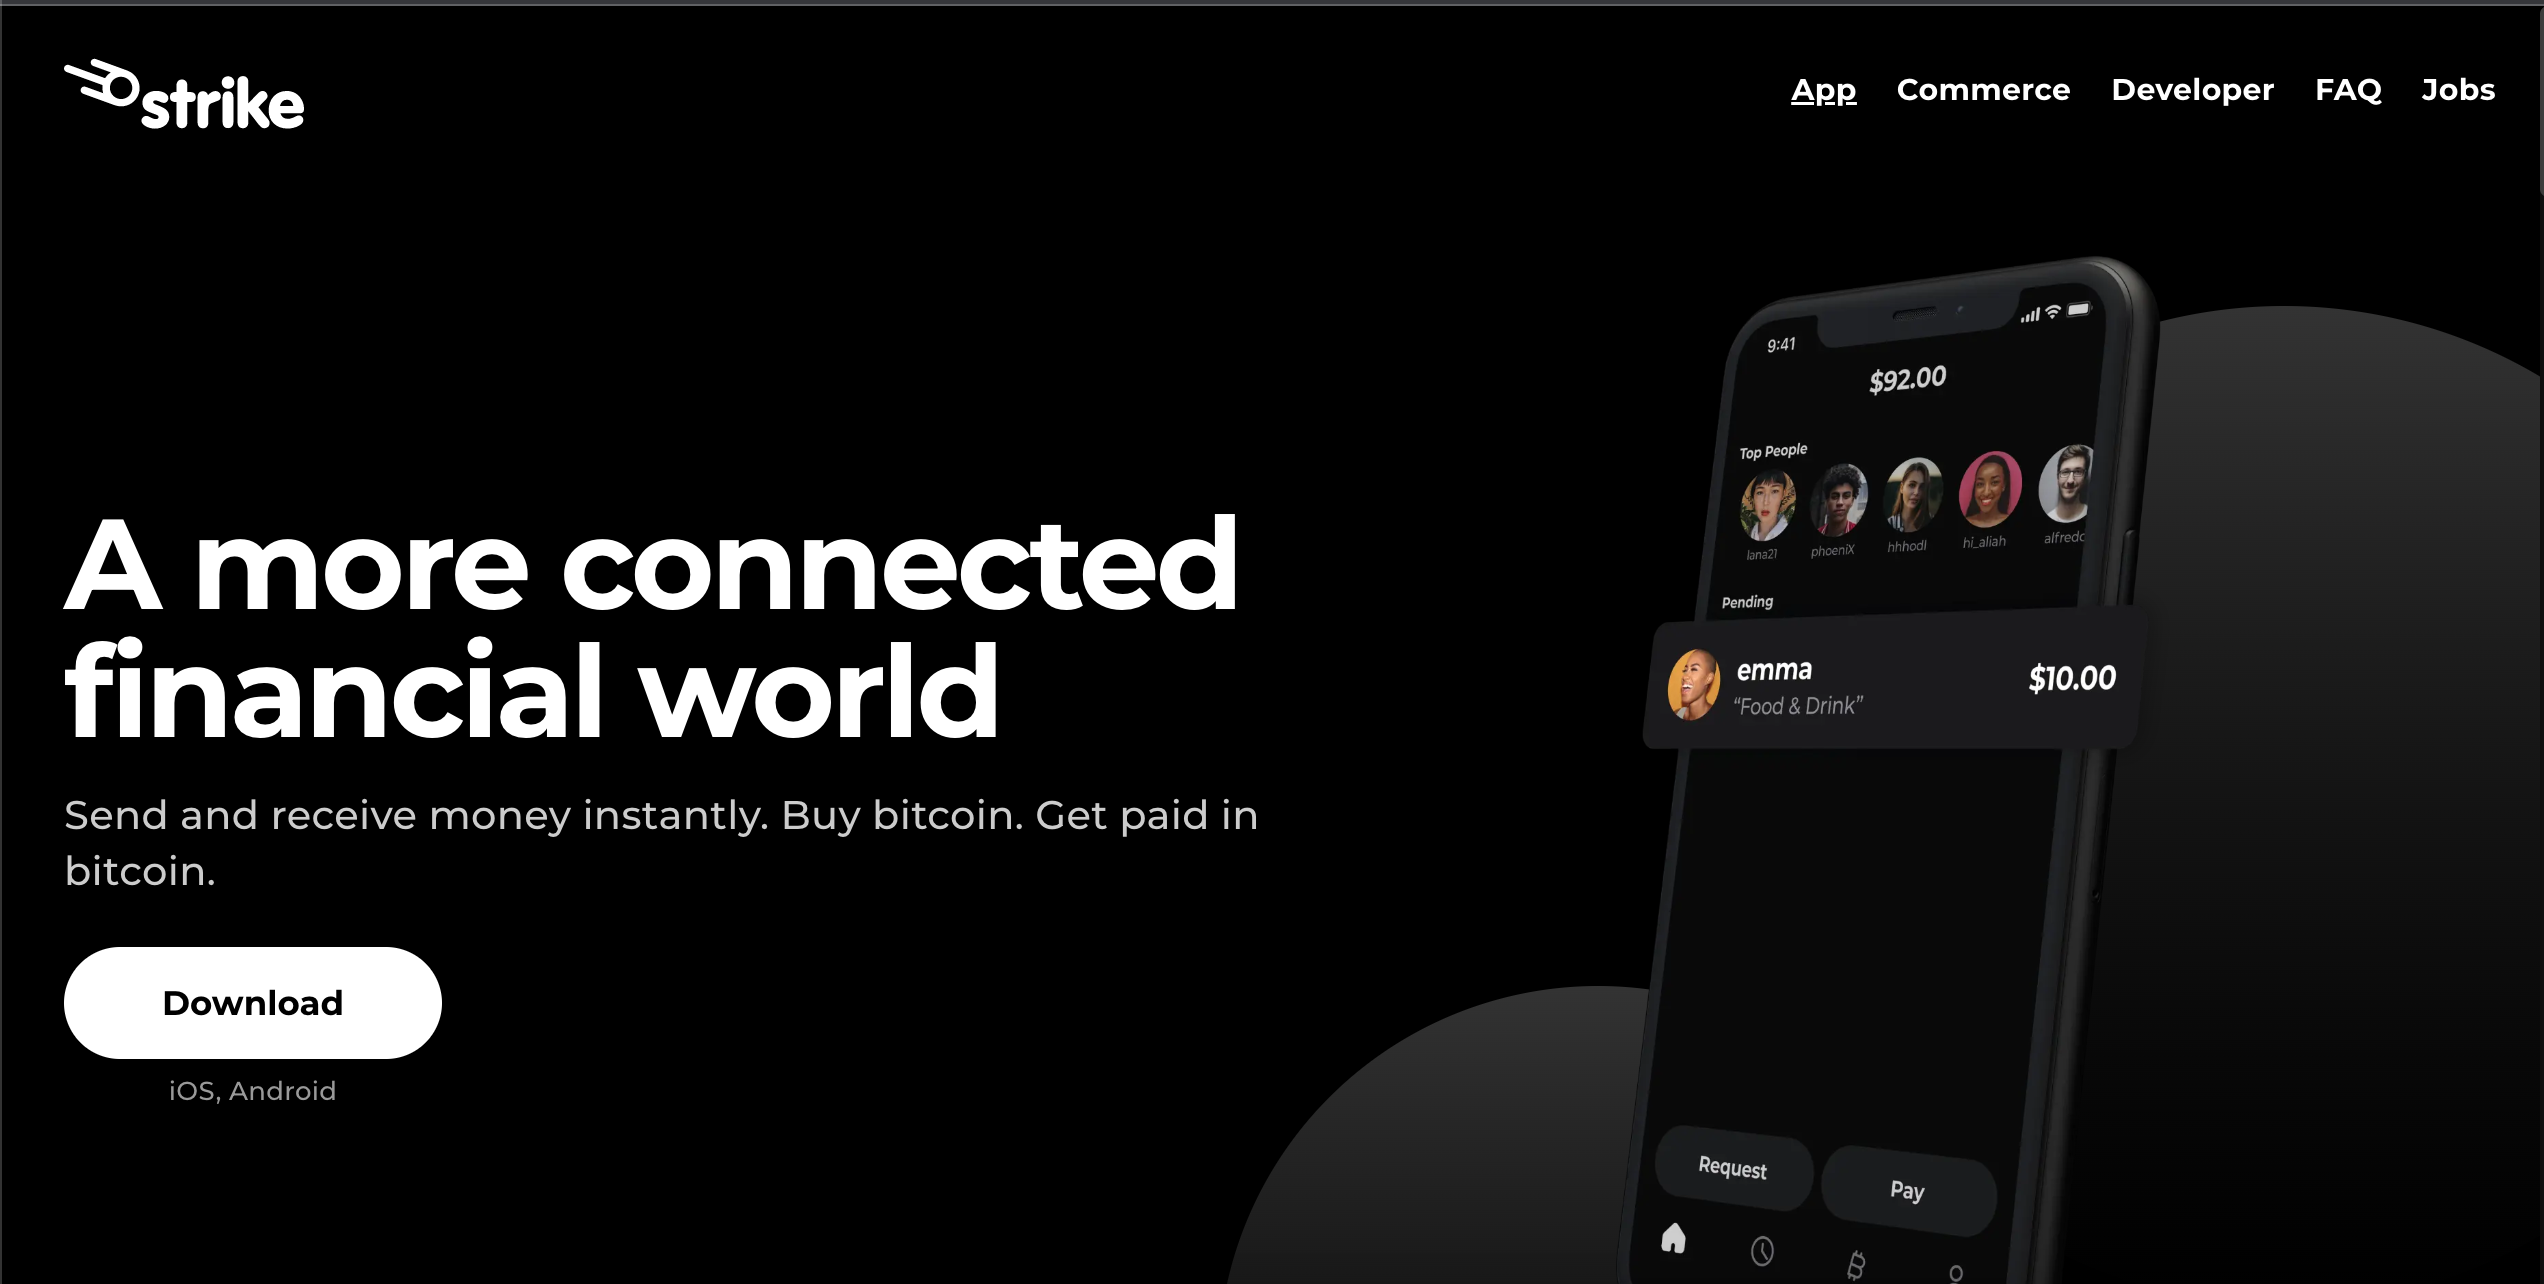 strike
App Commerce Developer FAQ Jobs
A more connected
financial world
Send and receive money instantly. Buy bitcoin. Get paid in
bitcoin.
Download
iOS, Android
9:41
$92.00
Top People
lana21 phoeniX hhhodl hi_aliah alfredo
Pending
emma
$10.00
“Food & Drink”
Request Pay